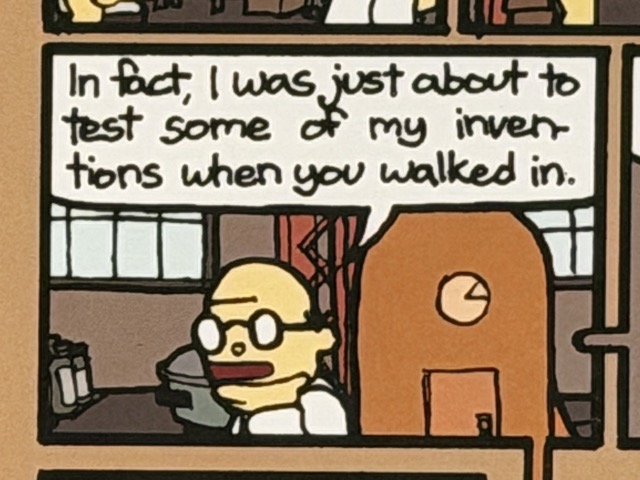 In fact, I was just about to
test some of my inven-
tions when you walked in.